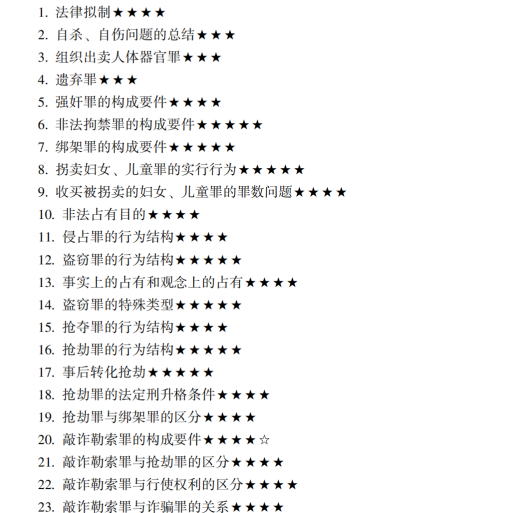 1. 法律拟制★★★★
2. 自杀、自伤问题的总结★★★
3. 组织出卖人体器官罪★★★
4. 遗弃罪★★★
5. 强奸罪的构成要件★★★★
6. 非法拘禁罪的构成要件★★★★★
7. 绑架罪的构成要件★★★★★
8. 拐卖妇女、儿童罪的实行行为★★★★★
9. 收买被拐卖的妇女、儿童罪的罪数问题★★★★
10. 非法占有目的★★★★
11. 侵占罪的行为结构★★★★
12. 盗窃罪的行为结构★★★★★
13. 事实上的占有和观念上的占有★★★★
14. 盗窃罪的特殊类型★★★★★
15. 抢夺罪的行为结构★★★★
16. 抢劫罪的行为结构★★★★★
17. 事后转化抢劫★★★★★
18. 抢劫罪的法定刑升格条件★★★★
19. 抢劫罪与绑架罪的区分★★★★
20. 敲诈勒索罪的构成要件★★★★☆
21. 敲诈勒索罪与抢劫罪的区分★★★★
22. 敲诈勒索罪与行使权利的区分★★★★
23. 敲诈勒索罪与诈骗罪的关系★★★★